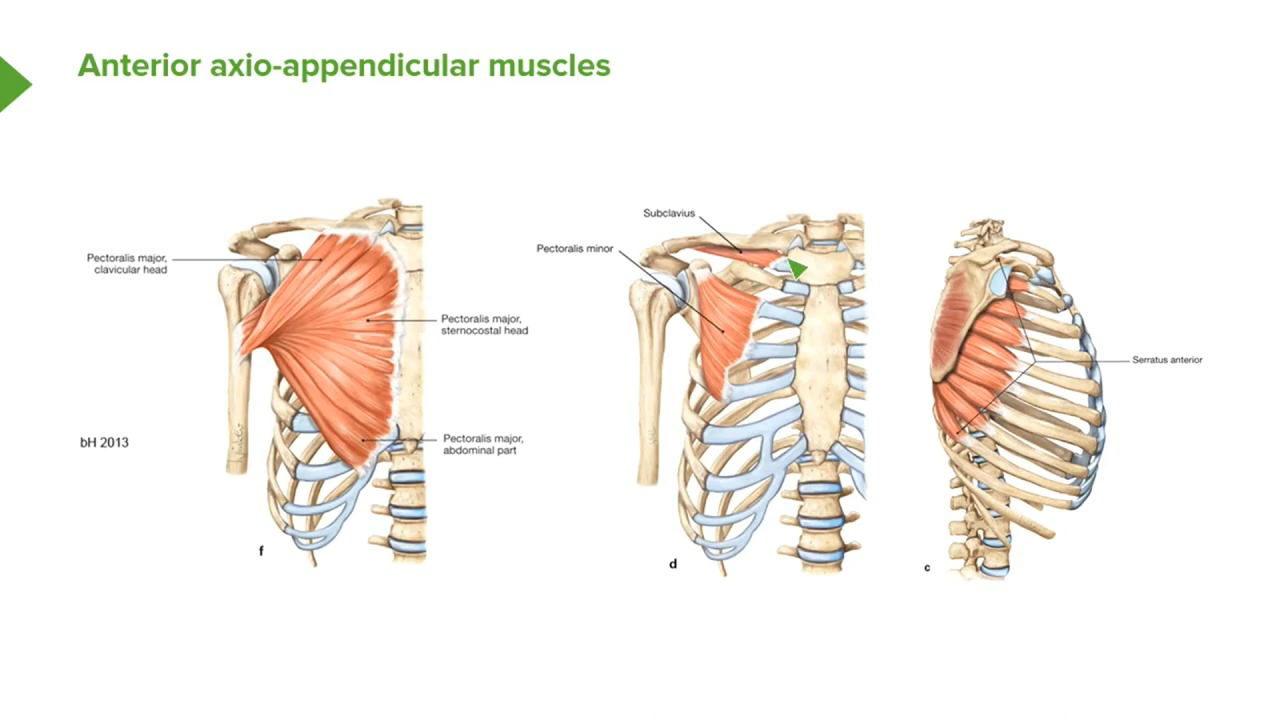 Anterior axio-appendicular muscles
Pectoralis major,
clavicular head
Pectoralis major,
sternocostal head
Pectoralis major,
abdominal part
bH 2013
f
Subclavius
Pectoralis minor
d
Serratus anterior
c